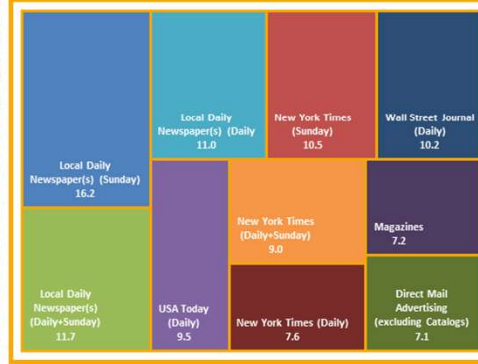 Local Daily
Newspaper(s) (Sunday)
16.2
Local Daily
Newspaper(s) (Daily
11.0
New York Times
(Sunday)
10.5
Wall Street Journal
(Daily)
10.2
Local Daily
Newspaper(s)
(Daily+Sunday)
11.7
USA Today
(Daily)
9.5
New York Times
(Daily+Sunday)
9.0
New York Times (Daily)
7.6
Magazines
7.2
Direct Mail
Advertising
(excluding Catalogs)
7.1